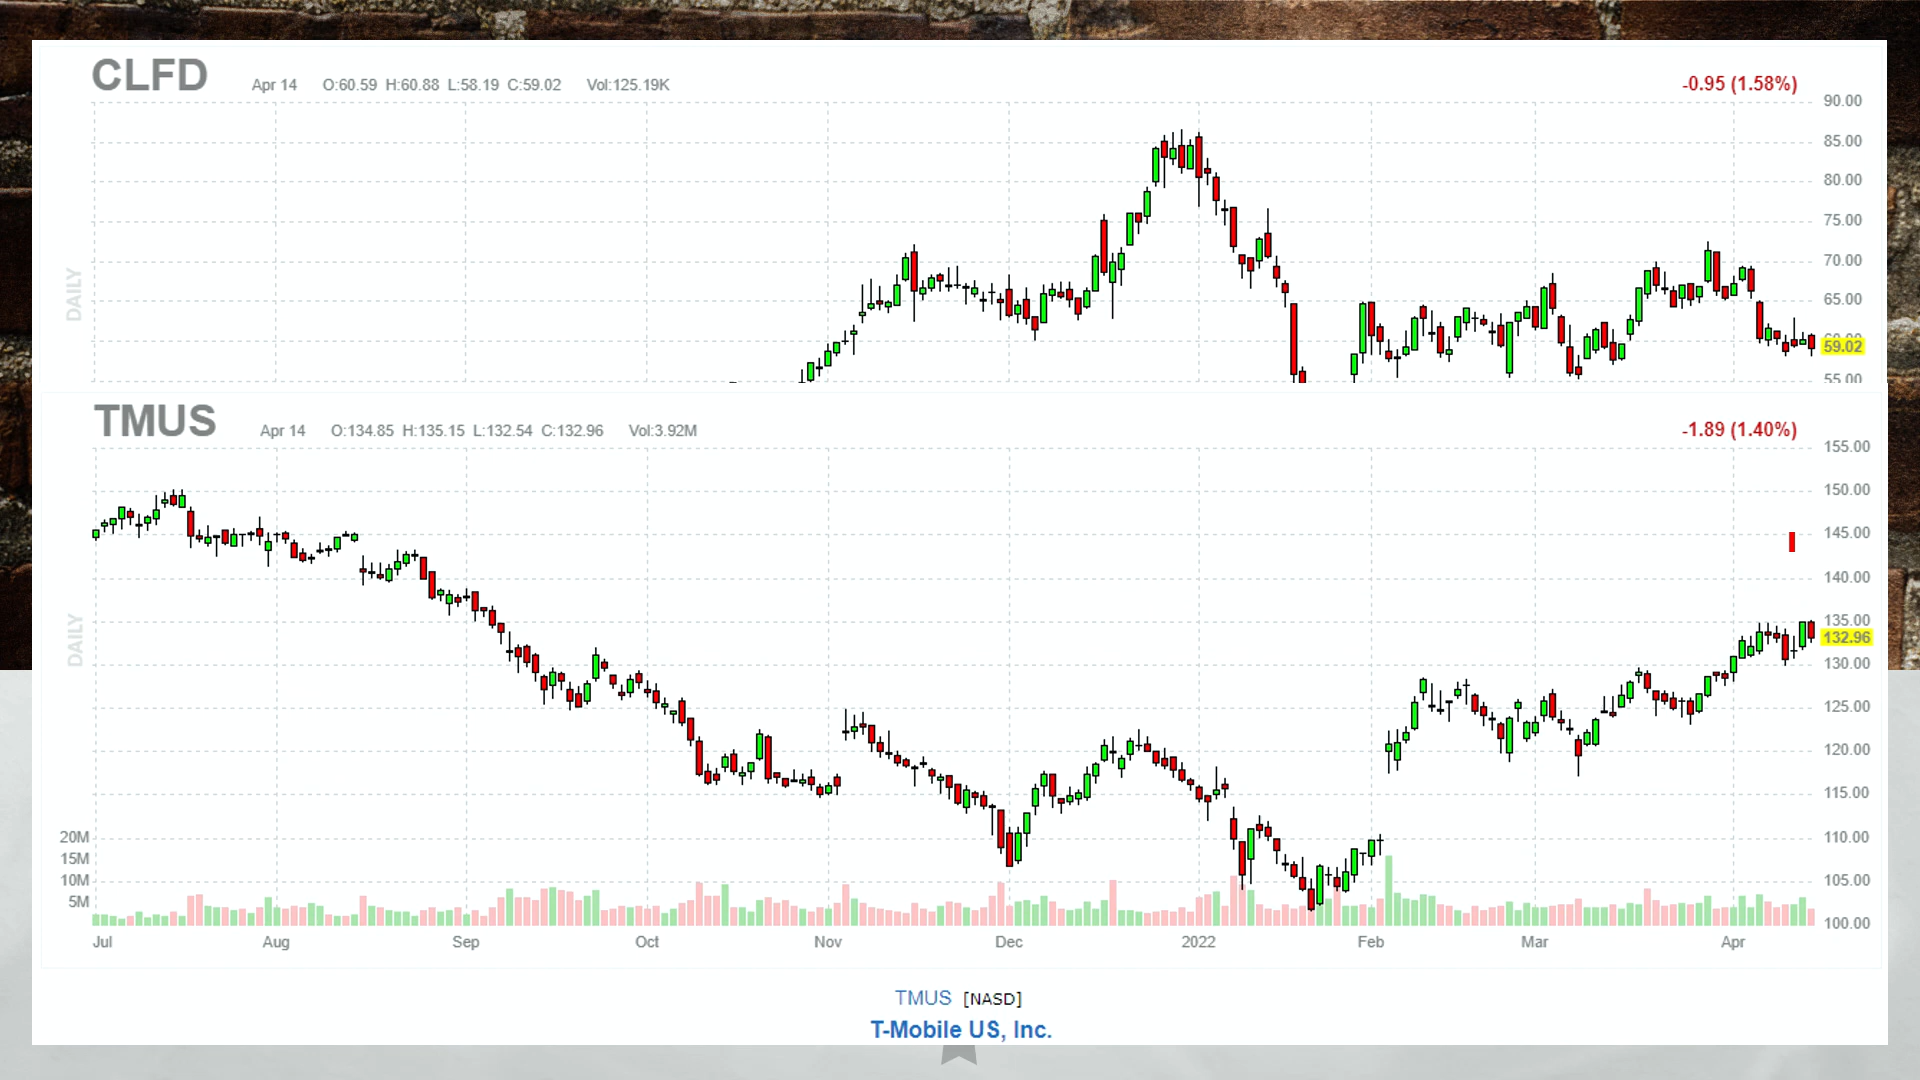 CLFD Apr 14 O:60.59 H:60.88 L:58.19 C:59.02 Vol:125.19K -0.95 (1.58%)
90.00
85.00
80.00
75.00
70.00
65.00
59.02
55.00
DAILY
TMUS Apr 14 O:134.85 H:135.15 L:132.54 C:132.96 Vol:3.92M -1.89 (1.40%)
155.00
150.00
145.00
140.00
135.00
132.96
130.00
125.00
120.00
115.00
110.00
105.00
100.00
DAILY
20M
15M
10M
5M
Jul Aug Sep Oct Nov Dec 2022 Feb Mar Apr
TMUS [NASD]
T-Mobile US, Inc.